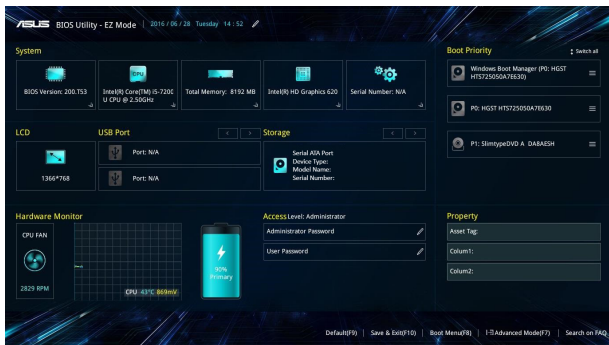 ASUS BIOS Utility - EZ Mode 2016 / 06 / 28 Tuesday 14 : 52
System
BIOS Version: 200.T53
CPU
Intel(R) Core(TM) i5-7200U CPU @ 2.50GHz
Total Memory: 8192 MB
Intel(R) HD Graphics 620
Serial Number: N/A
Boot Priority
Switch all
Windows Boot Manager (P0: HGST
HTS725050A7E630)
P0: HGST HTS725050A7E630
P1: SlimtypeDVD A DA8AESH
LCD
1366*768
USB Port
Port: N/A
Port: N/A
Storage
Serial ATA Port
Device Type:
Model Name:
Serial Number:
Hardware Monitor
CPU FAN
2829 RPM
CPU 43°C 869mV
90%
Primary
Access Level: Administrator
Administrator Password
User Password
Property
Asset Tag:
Colum1:
Colum2:
Default(F9) Save & Exit(F10) Boot Menu(F8) Advanced Mode(F7) Search on FAQ